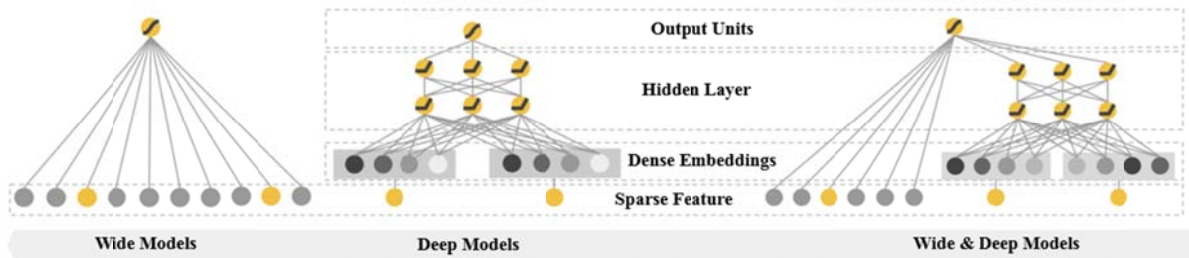 Output Units
Hidden Layer
Dense Embeddings
Sparse Feature
Wide Models
Deep Models
Wide & Deep Models